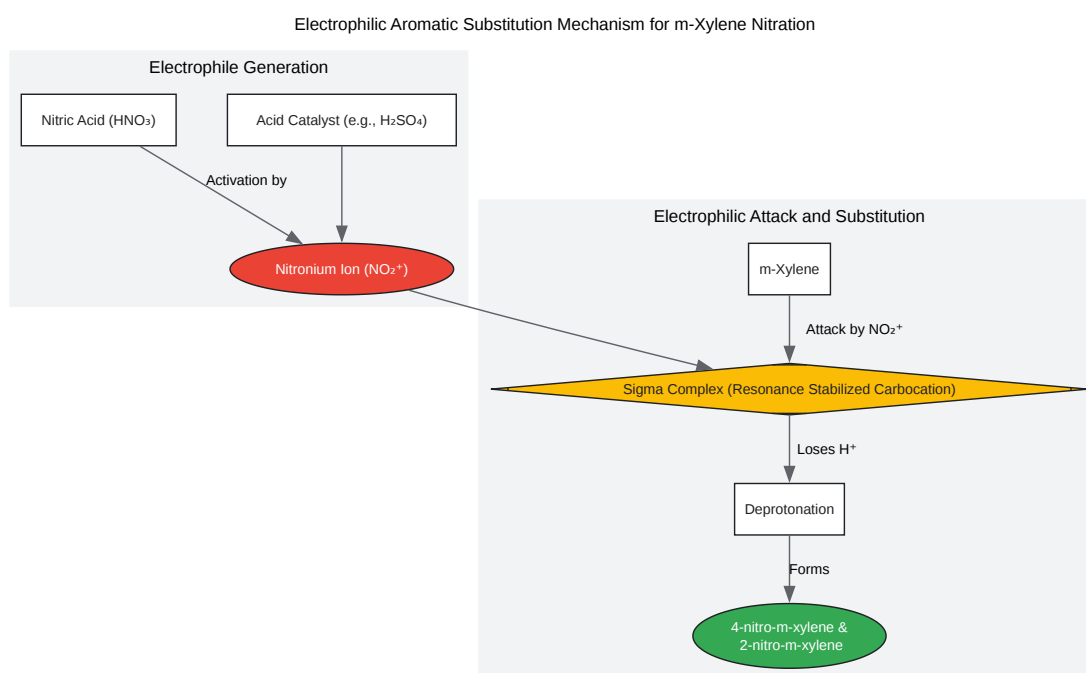 Electrophilic Aromatic Substitution Mechanism for m-Xylene Nitration
Electrophile Generation
Nitric Acid (HNO₃)
Acid Catalyst (e.g., H₂SO₄)
Activation by
Nitronium Ion (NO₂⁺)
Electrophilic Attack and Substitution
m-Xylene
Attack by NO₂⁺
Sigma Complex (Resonance Stabilized Carbocation)
Loses H⁺
Deprotonation
Forms
4-nitro-m-xylene &
2-nitro-m-xylene